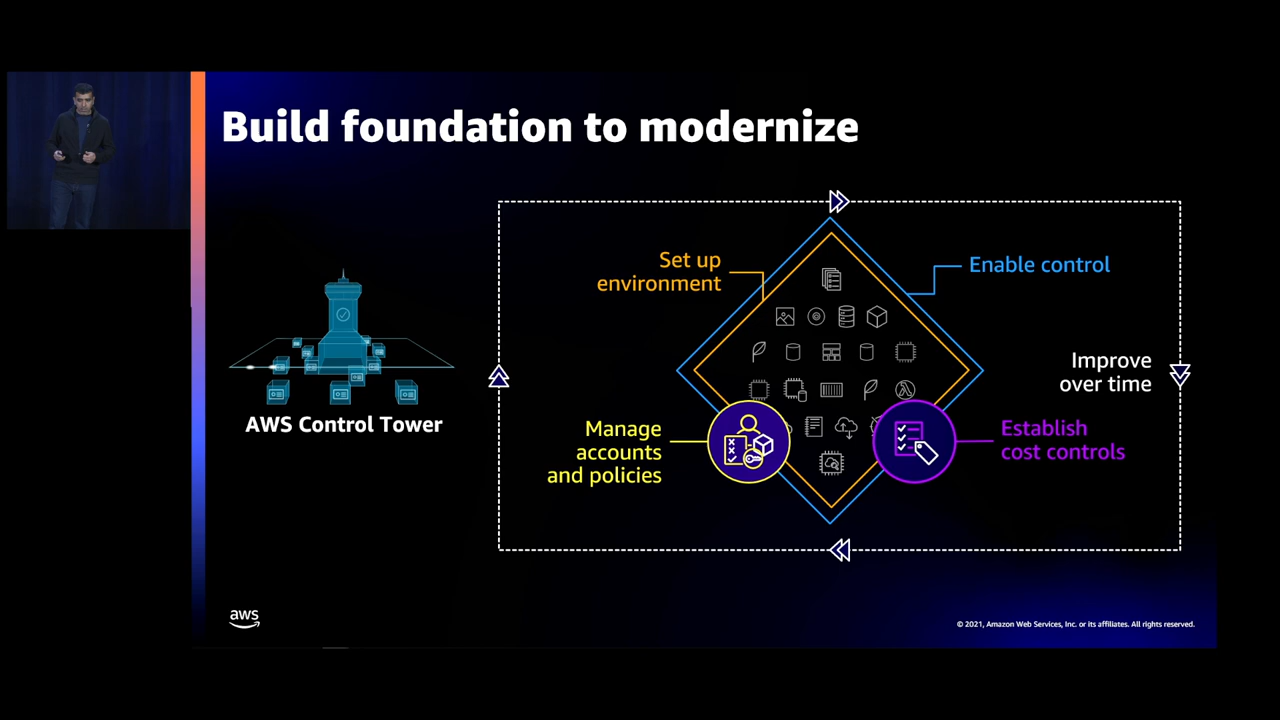 Build foundation to modernize
Set up
environment
Enable control
Improve
over time
AWS Control Tower
Manage
accounts
and policies
Establish
cost controls
aws
© 2021, Amazon Web Services, Inc. or its affiliates. All rights reserved.